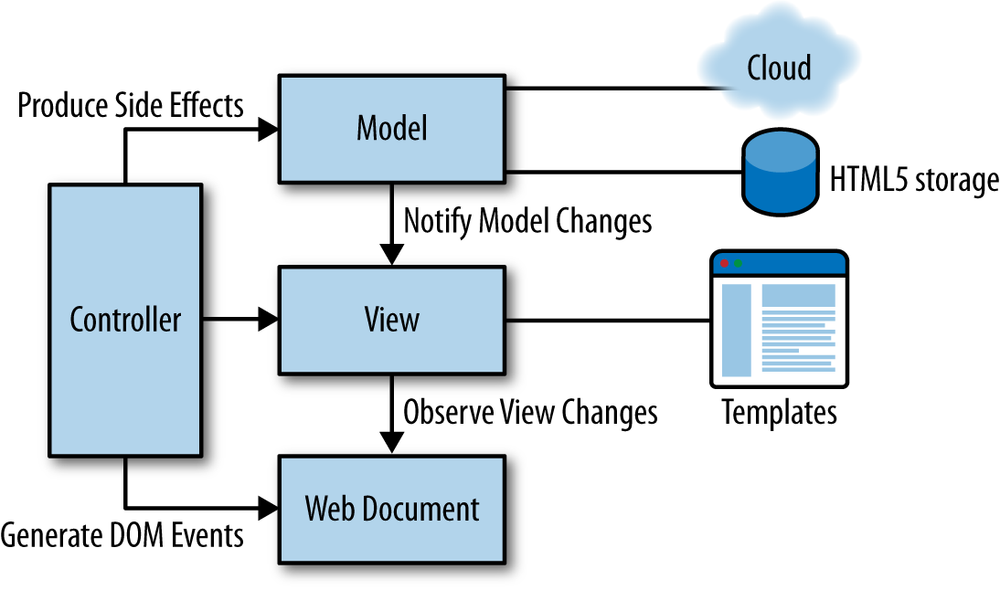 Cloud
Produce Side Effects
Model
HTML5 storage
Notify Model Changes
Controller
View
Observe View Changes
Templates
Web Document
Generate DOM Events